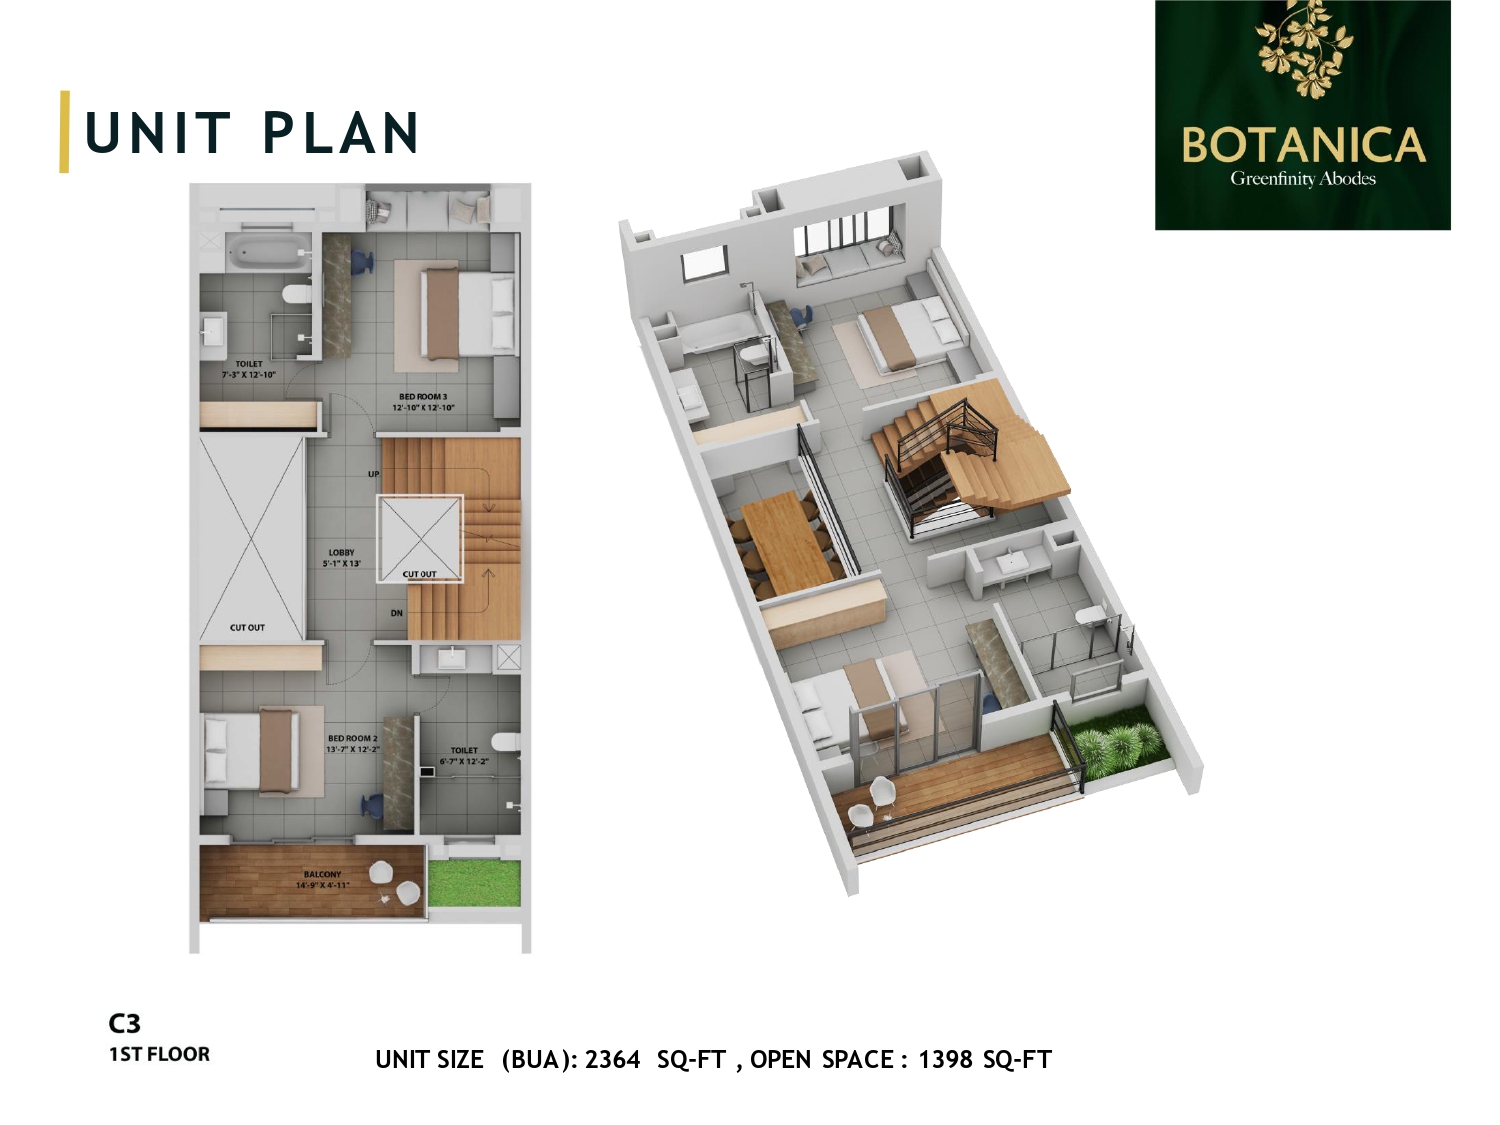 BOTANICA
Greenfinity Abodes
UNIT PLAN
TOILET
7'-3" X 12'-10"
BED ROOM 3
12'-10" X 12'-10"
UP
LOBBY
5'-1" X 13'
CUT OUT
DN
CUT OUT
BED ROOM 2
13'-7" X 12'-2"
TOILET
6'-7" X 12'-2"
BALCONY
14'-9" X 4'-11"
C3
1ST FLOOR
UNIT SIZE (BUA): 2364 SQ-FT , OPEN SPACE : 1398 SQ-FT